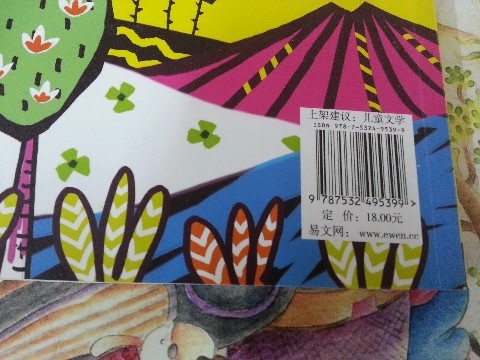 上架建议：儿童文学
ISBN 978-7-5324-9539-9
9 787532 495399 >
定 价： 18.00元
易文网： www.ewen.cc